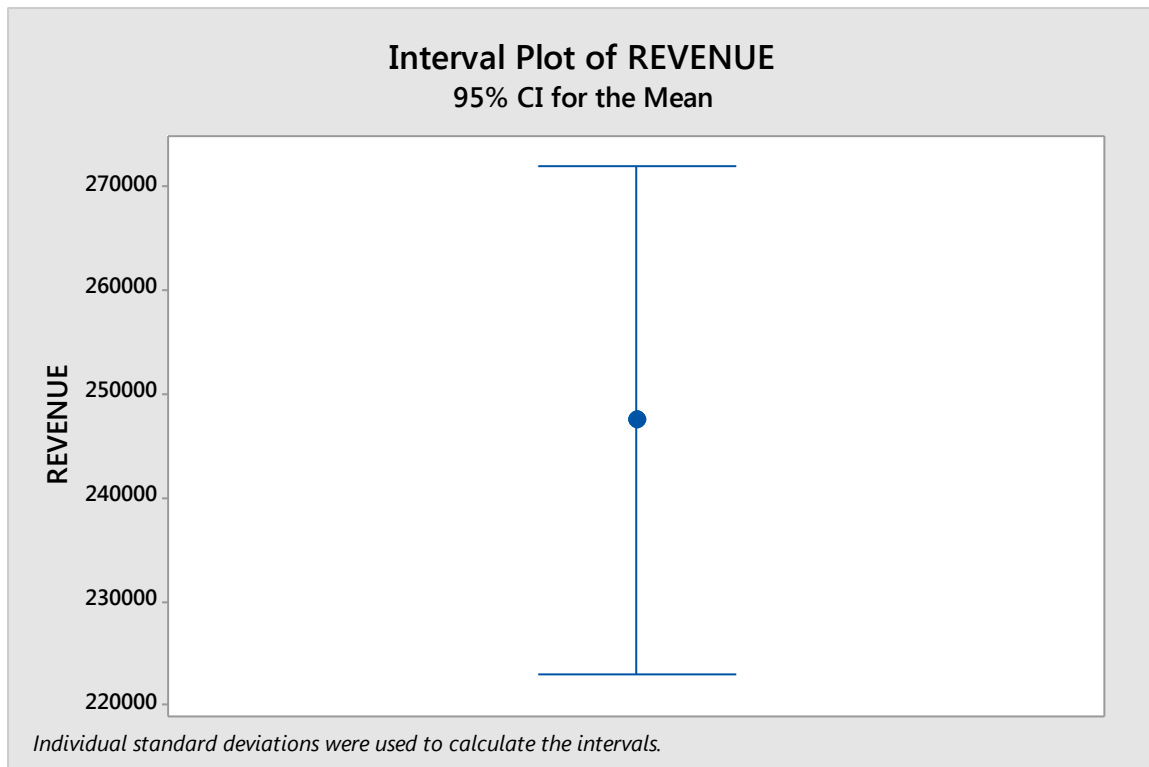 Interval Plot of REVENUE
95% CI for the Mean
270000
260000
250000
240000
230000
220000
REVENUE
Individual standard deviations were used to calculate the intervals.